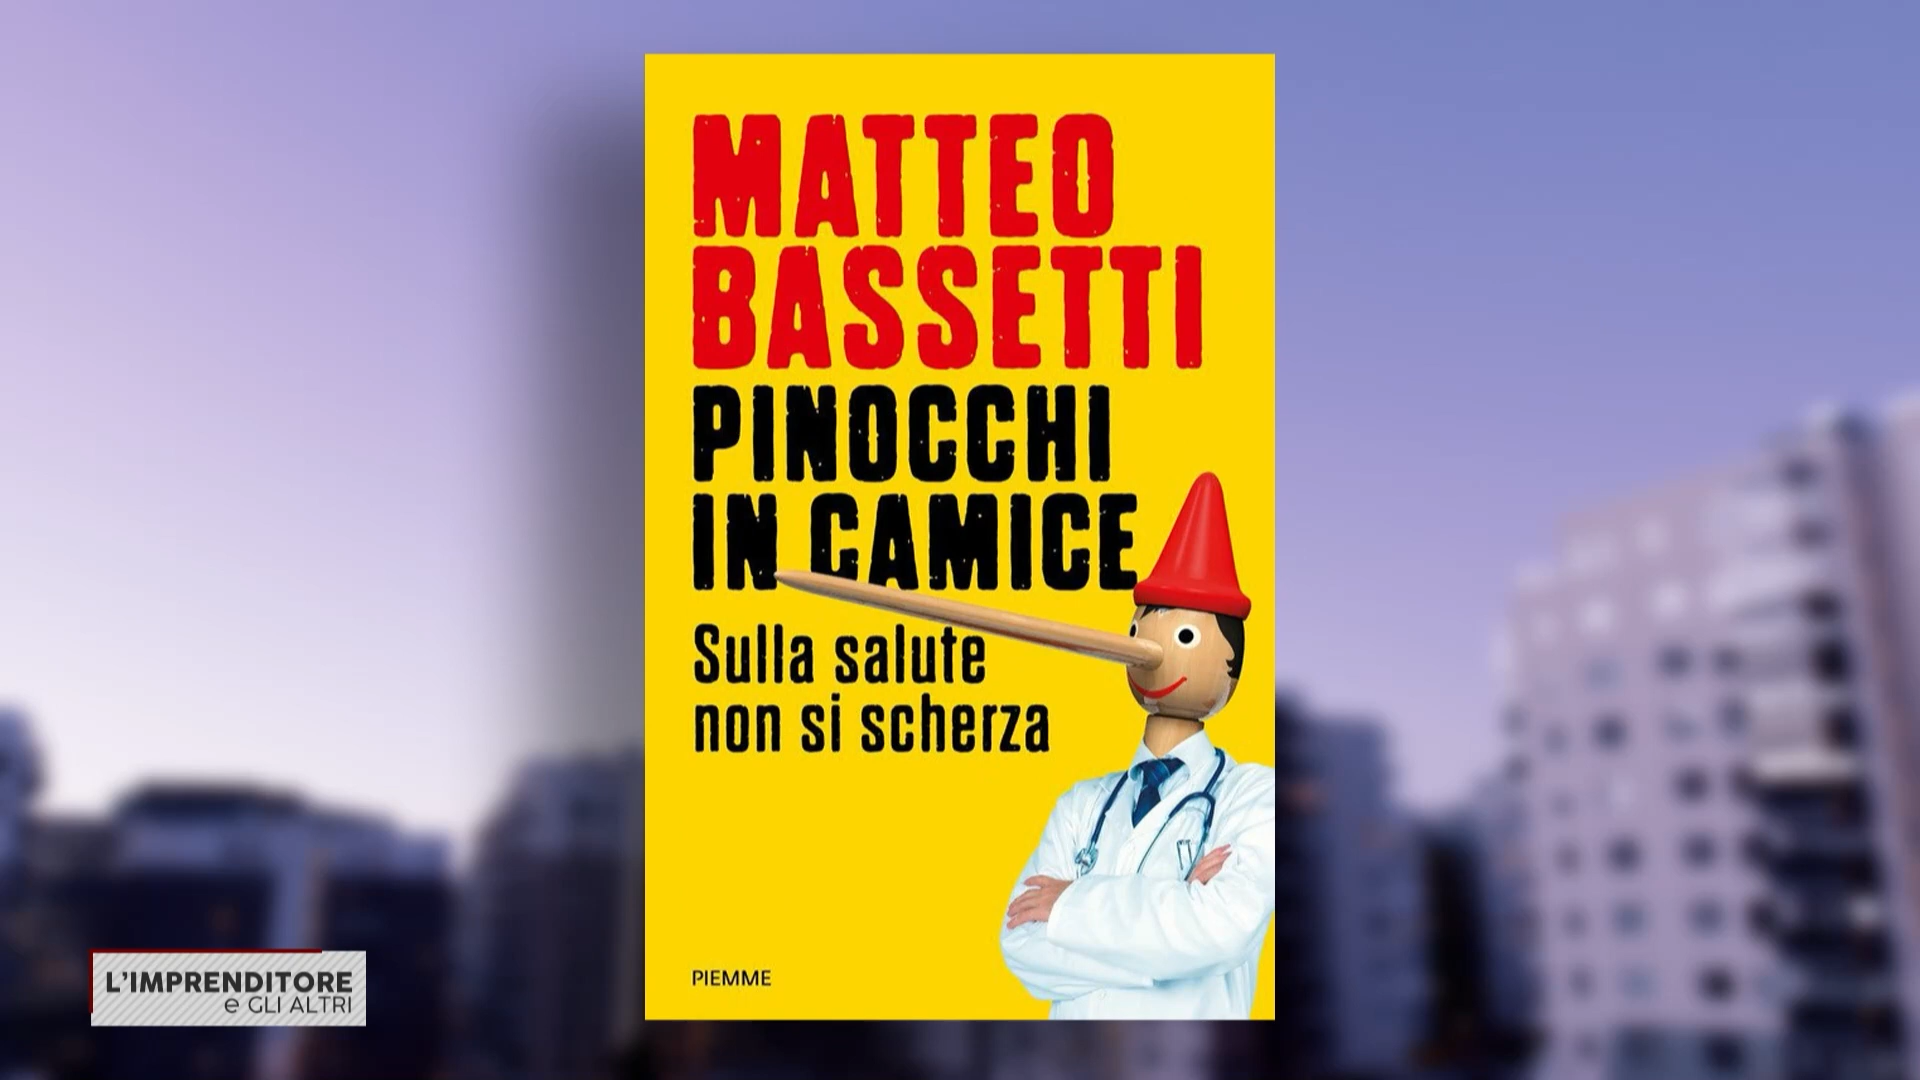 MATTEO
BASSETTI
PINOCCHI
IN CAMICE
Sulla salute
non si scherza
PIEMME
L'IMPRENDITORE
e GLI ALTRI